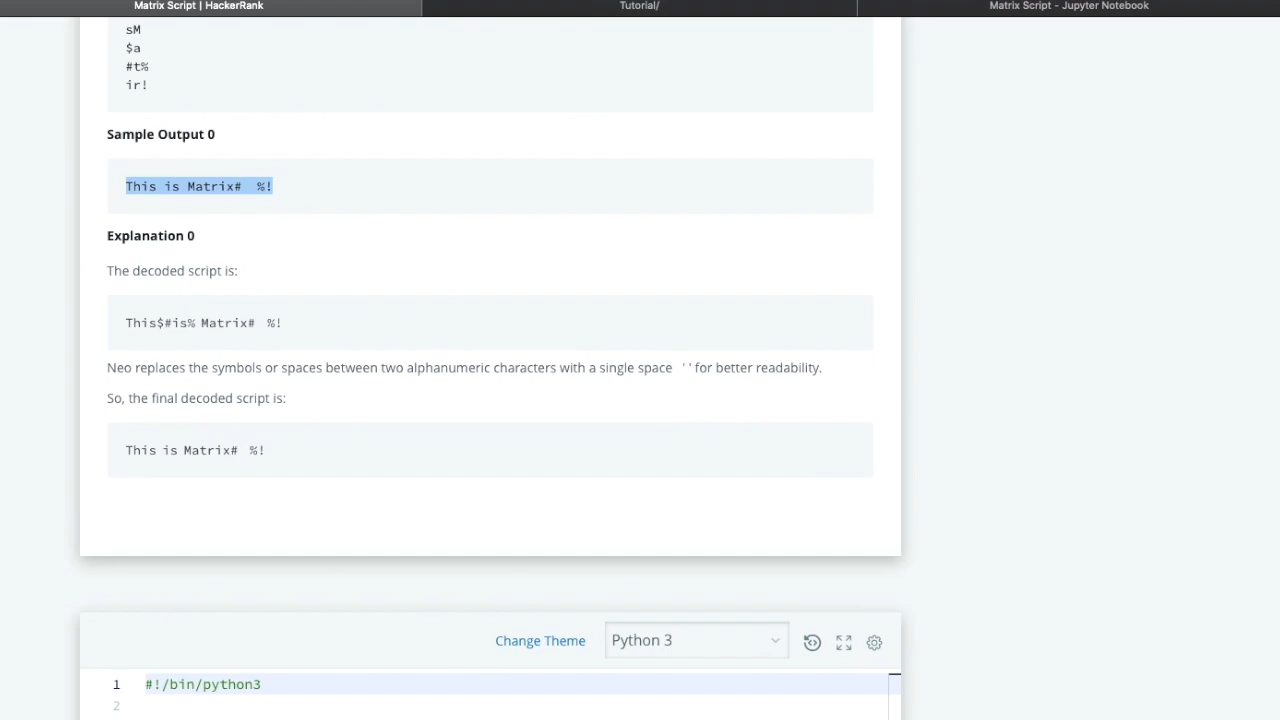 Matrix Script | HackerRank
Tutorial/
Matrix Script - Jupyter Notebook
sM
$a
#t%
ir!
Sample Output 0
This is Matrix#  %!
Explanation 0
The decoded script is:
This$#is% Matrix#  %!
Neo replaces the symbols or spaces between two alphanumeric characters with a single space  ' ' for better readability.
So, the final decoded script is:
This is Matrix#  %!
Change Theme
Python 3
1
#!/bin/python3
2